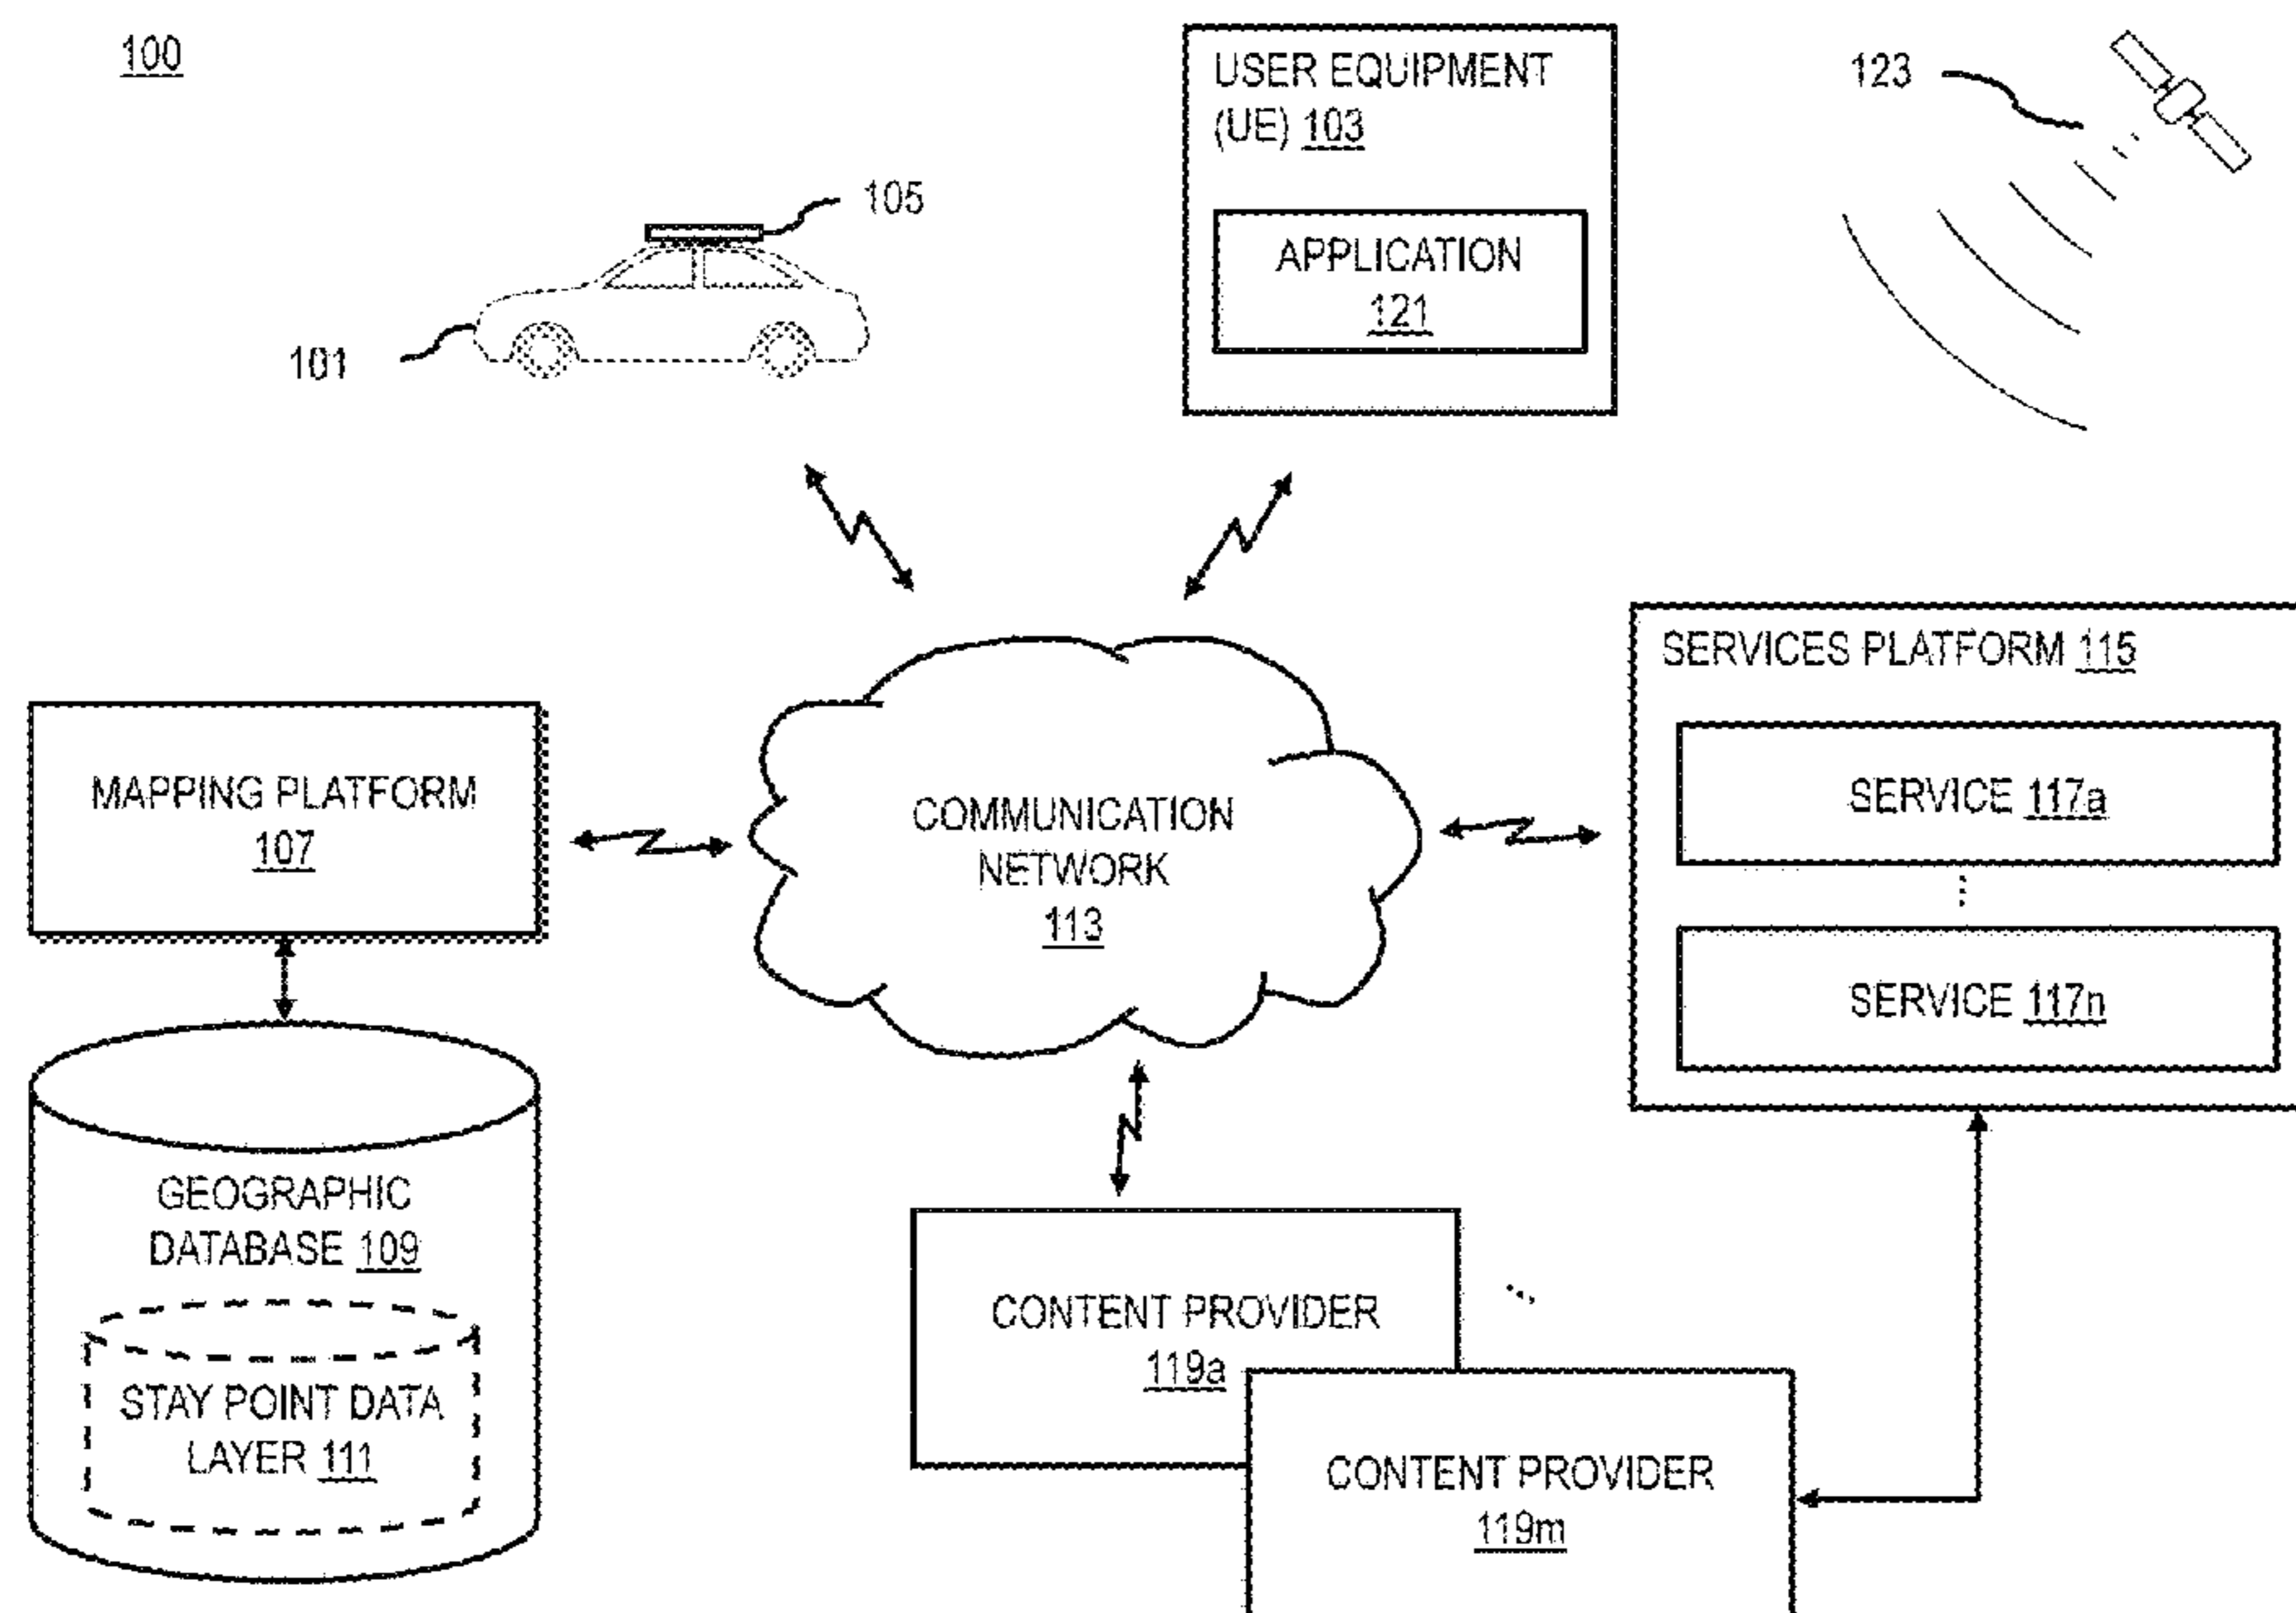 100
USER EQUIPMENT
(UE) 103
APPLICATION
121
123
105
101
SERVICES PLATFORM 115
SERVICE 117a
SERVICE 117n
MAPPING PLATFORM
107
COMMUNICATION
NETWORK
113
GEOGRAPHIC
DATABASE 109
STAY POINT DATA
LAYER 111
CONTENT PROVIDER
119a
CONTENT PROVIDER
119m